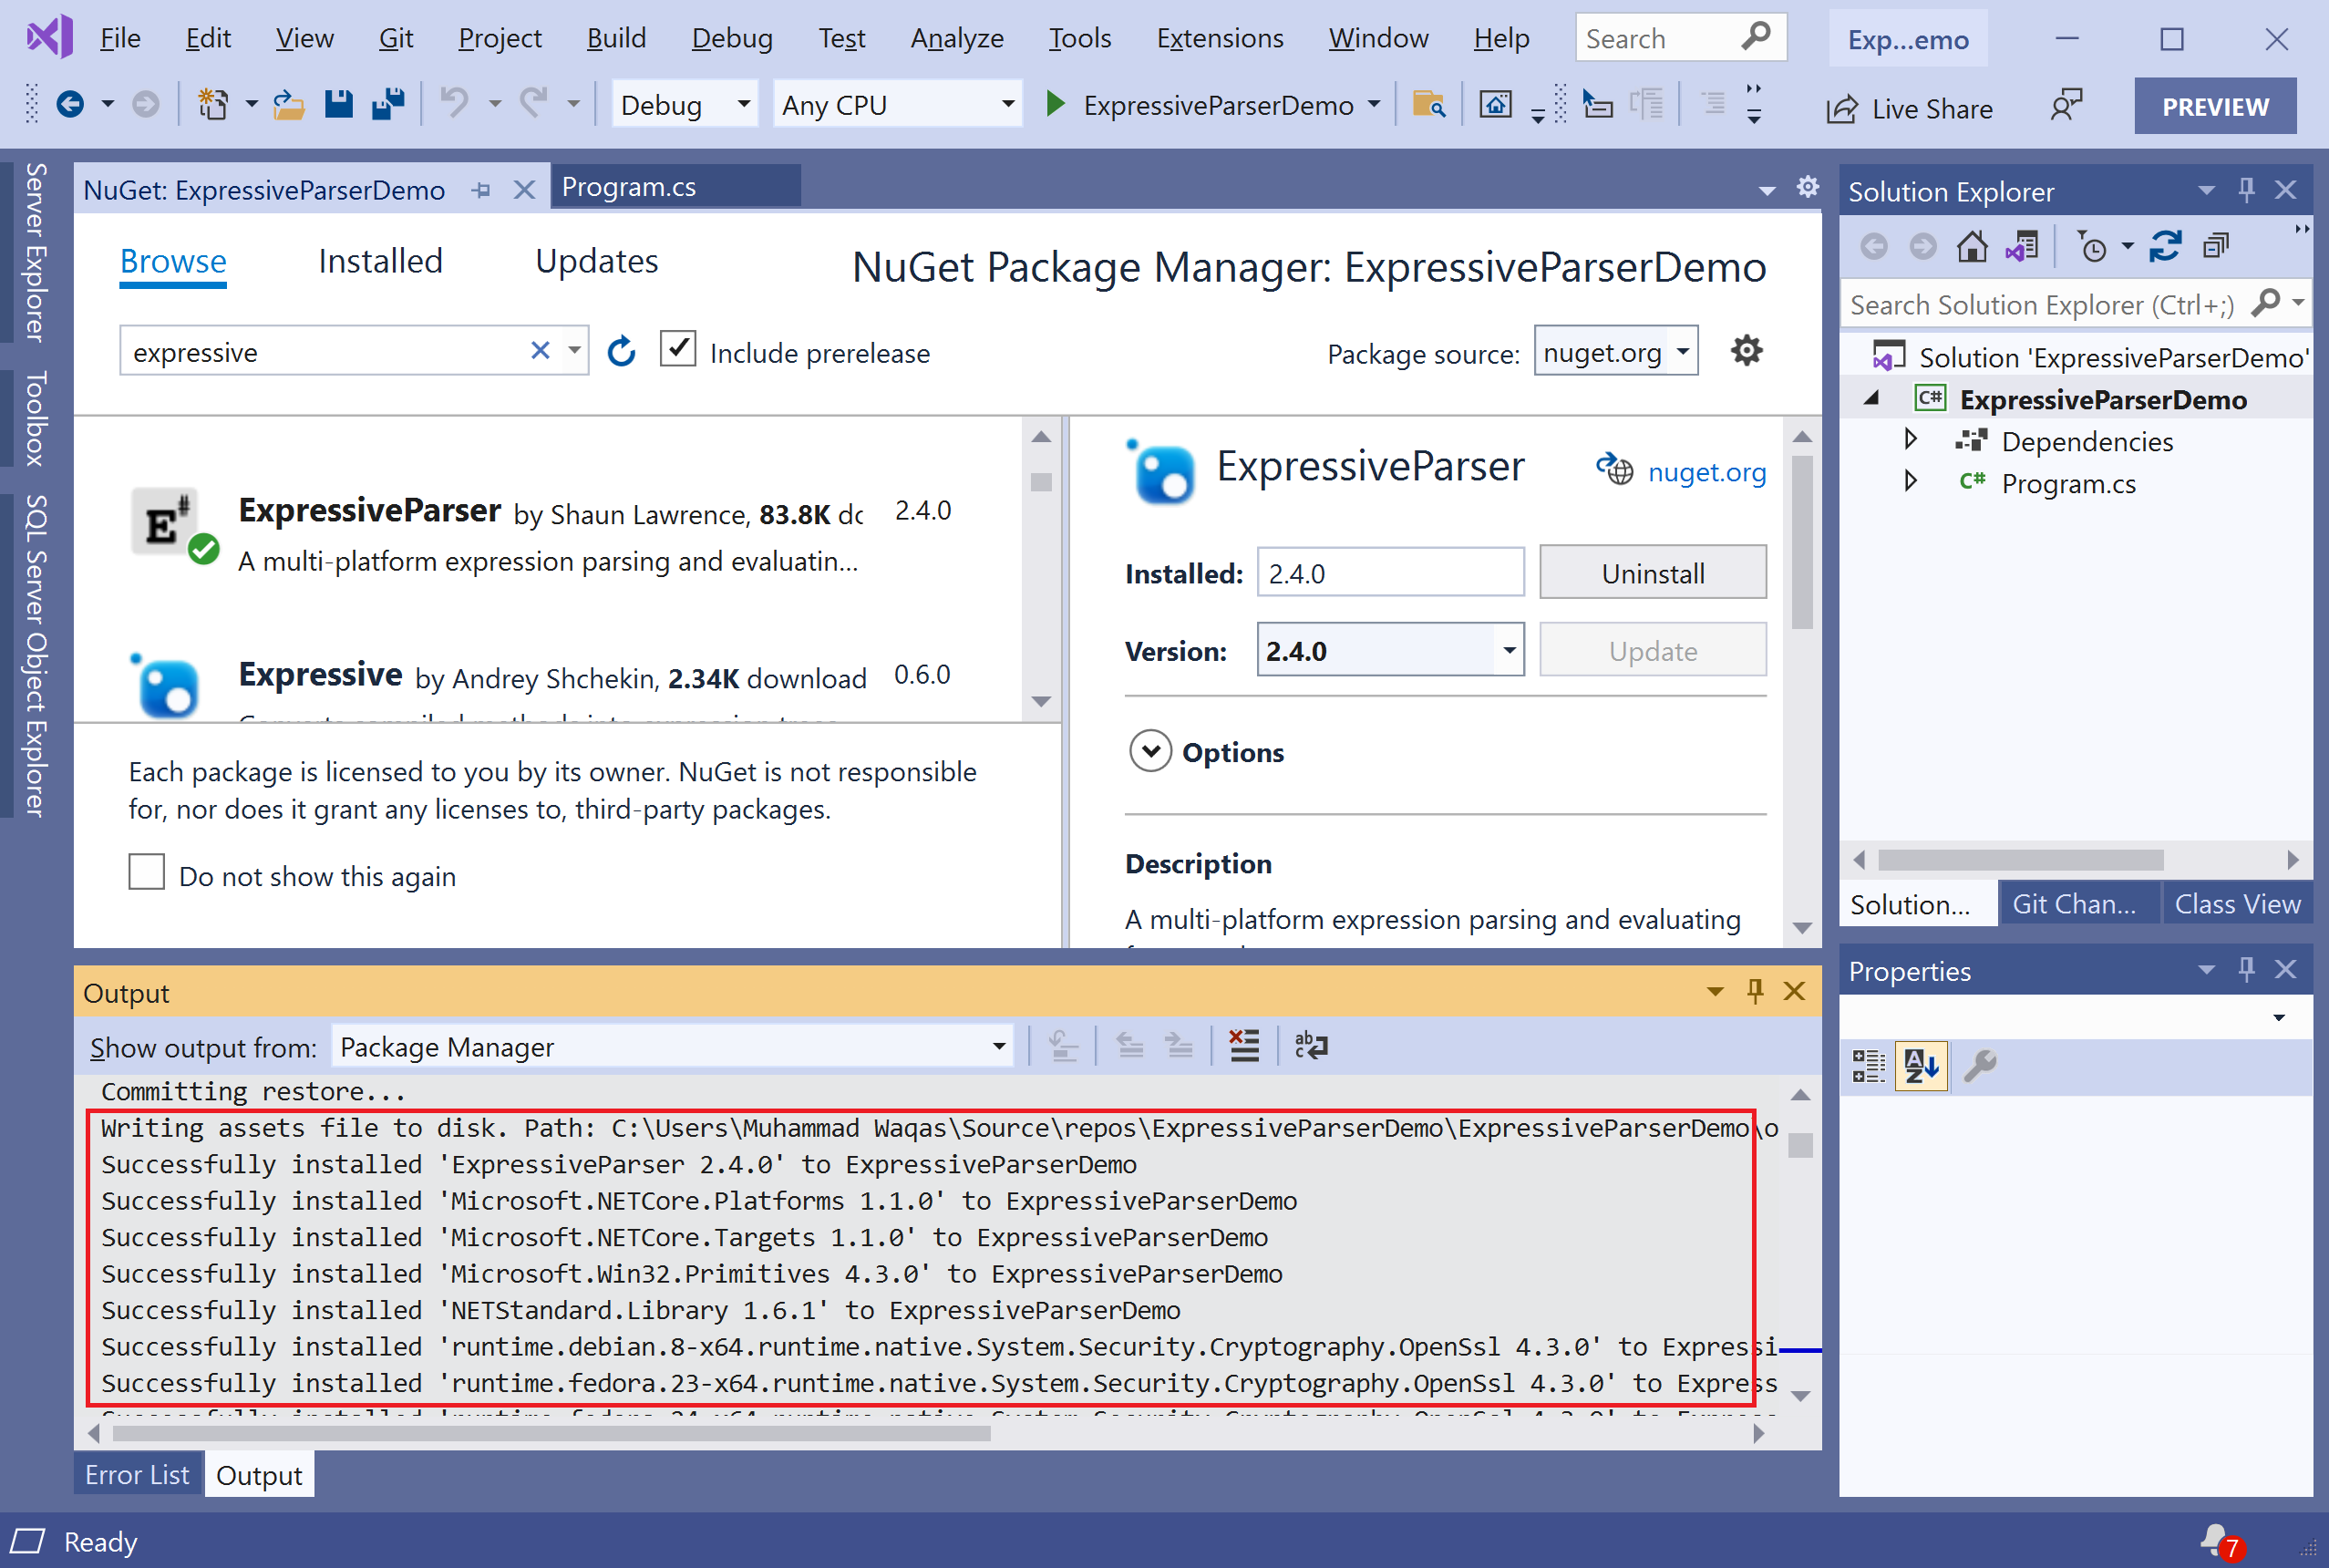 File Edit View Git Project Build Debug Test Analyze Tools Extensions Window Help Search Exp...emo
Debug Any CPU ExpressiveParserDemo Live Share PREVIEW
Server Explorer
Toolbox
SQL Server Object Explorer
NuGet: ExpressiveParserDemo Program.cs
Browse Installed Updates NuGet Package Manager: ExpressiveParserDemo
expressive Include prerelease Package source: nuget.org
ExpressiveParser by Shaun Lawrence, 83.8K dc 2.4.0
A multi-platform expression parsing and evaluatin...
Expressive by Andrey Shchekin, 2.34K download 0.6.0
Each package is licensed to you by its owner. NuGet is not responsible
for, nor does it grant any licenses to, third-party packages.
Do not show this again
ExpressiveParser nuget.org
Installed: 2.4.0 Uninstall
Version: 2.4.0 Update
Options
Description
A multi-platform expression parsing and evaluating
Output
Show output from: Package Manager
Committing restore...
Writing assets file to disk. Path: C:\Users\Muhammad Waqas\Source\repos\ExpressiveParserDemo\ExpressiveParserDemo\o
Successfully installed 'ExpressiveParser 2.4.0' to ExpressiveParserDemo
Successfully installed 'Microsoft.NETCore.Platforms 1.1.0' to ExpressiveParserDemo
Successfully installed 'Microsoft.NETCore.Targets 1.1.0' to ExpressiveParserDemo
Successfully installed 'Microsoft.Win32.Primitives 4.3.0' to ExpressiveParserDemo
Successfully installed 'NETStandard.Library 1.6.1' to ExpressiveParserDemo
Successfully installed 'runtime.debian.8-x64.runtime.native.System.Security.Cryptography.OpenSsl 4.3.0' to Expressi
Successfully installed 'runtime.fedora.23-x64.runtime.native.System.Security.Cryptography.OpenSsl 4.3.0' to Express
Error List Output
Solution Explorer
Search Solution Explorer (Ctrl+;)
Solution 'ExpressiveParserDemo'
C# ExpressiveParserDemo
Dependencies
C# Program.cs
Solution... Git Chan... Class View
Properties
Ready 7